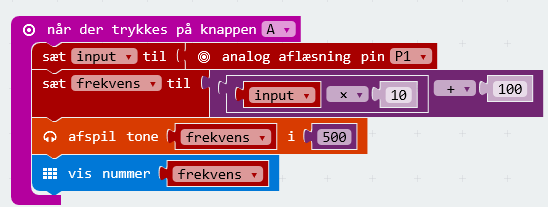 når der trykkes på knappen A
sæt input til analog aflæsning pin P1
sæt frekvens til input × 10 + 100
afspil tone frekvens i 500
vis nummer frekvens